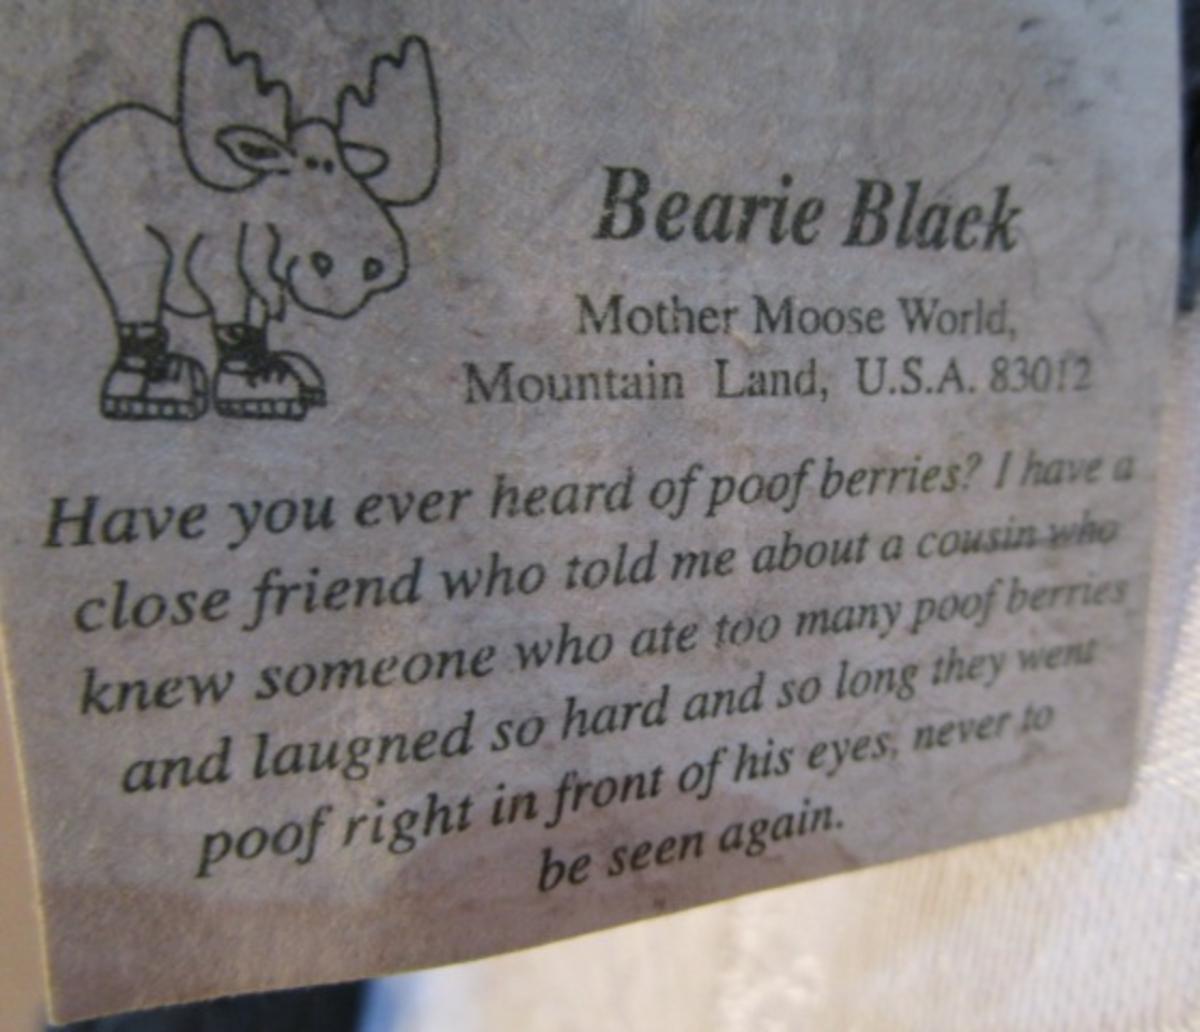 Bearie Black
Mother Moose World,
Mountain Land, U.S.A. 83012
Have you ever heard of poof berries? I have a
close friend who told me about a cousin who
knew someone who ate too many poof berries
and laugned so hard and so long they went
poof right in front of his eyes, never to
be seen again.